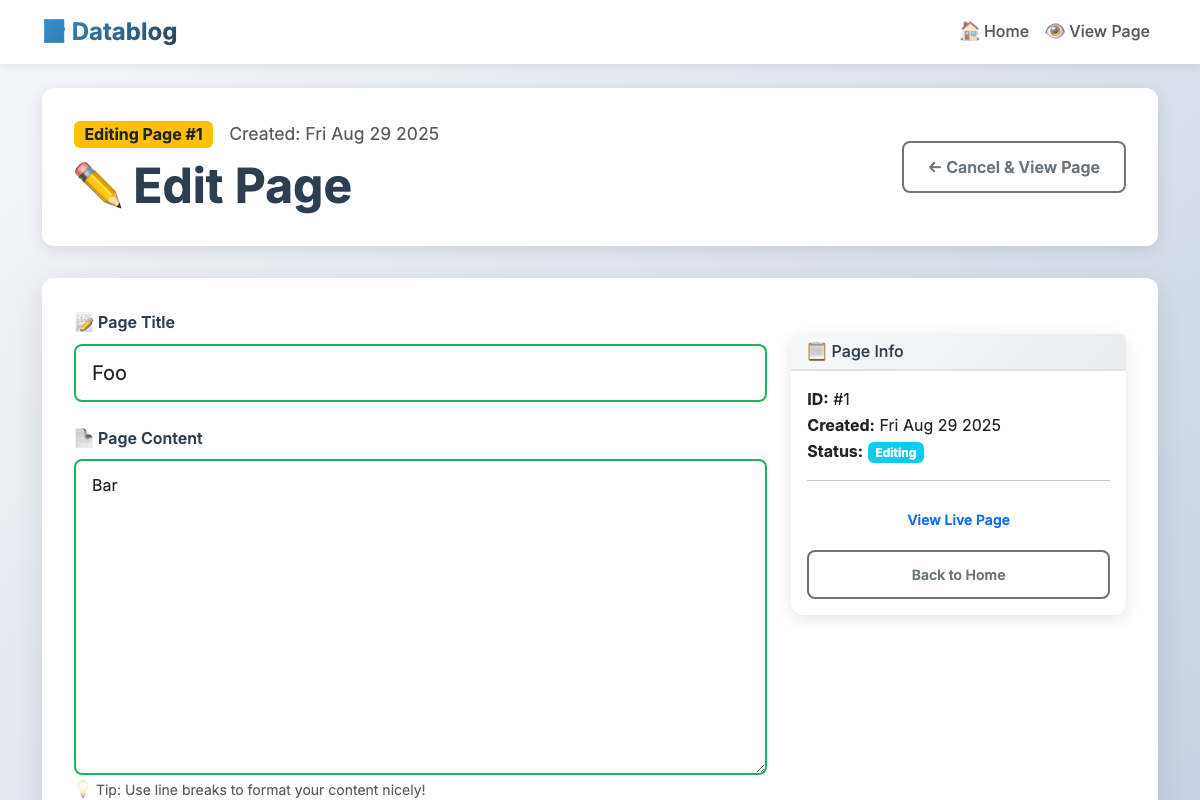 Datablog
Home
View Page
Editing Page #1
Created: Fri Aug 29 2025
Edit Page
← Cancel & View Page
Page Title
Foo
Page Content
Bar
Tip: Use line breaks to format your content nicely!
Page Info
ID: #1
Created: Fri Aug 29 2025
Status: Editing
View Live Page
Back to Home